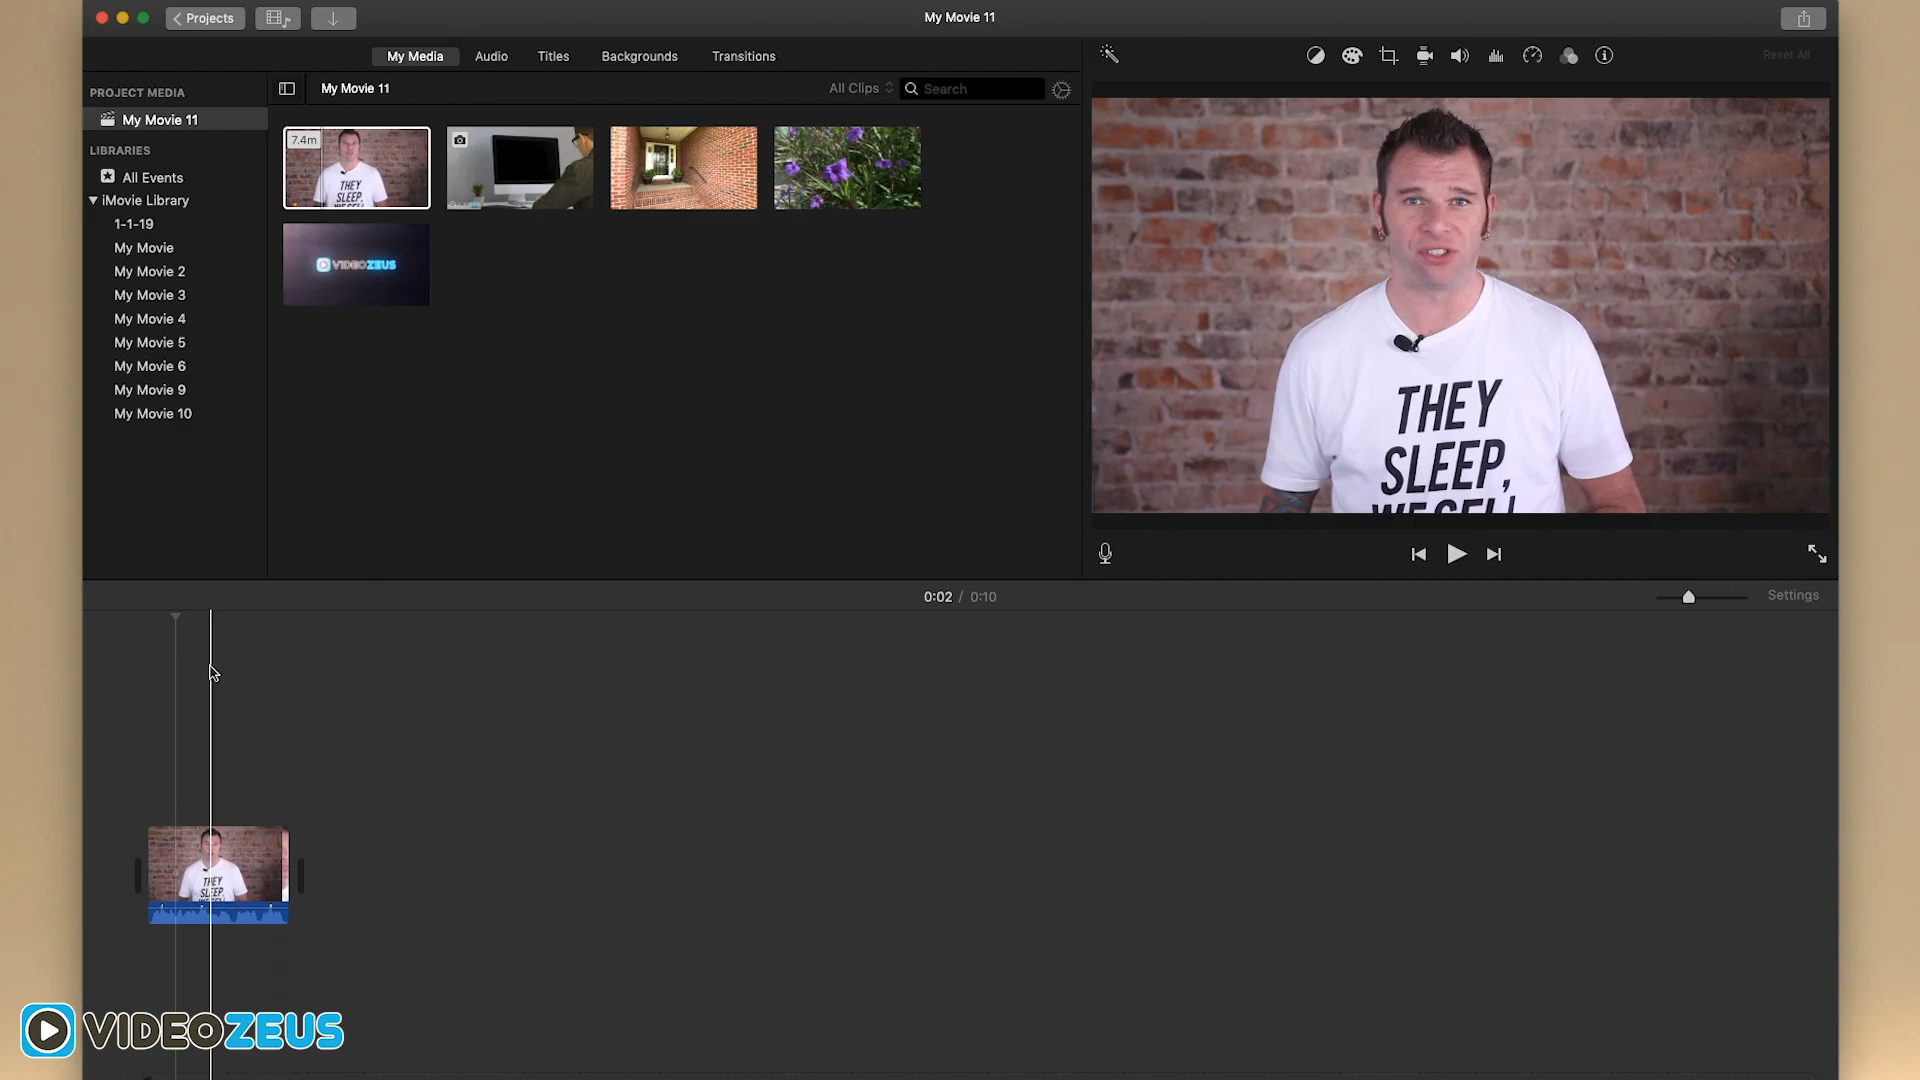 Projects
My Movie 11
My Media
Audio
Titles
Backgrounds
Transitions
Reset All
PROJECT MEDIA
My Movie 11
LIBRARIES
All Events
iMovie Library
1-1-19
My Movie
My Movie 2
My Movie 3
My Movie 4
My Movie 5
My Movie 6
My Movie 9
My Movie 10
My Movie 11
All Clips
Search
7.4m
THEY
SLEEP,
VIDEOZEUS
THEY
SLEEP,
WE SELL
0:02 / 0:10
Settings
THEY
SLEEP,
VIDEOZEUS